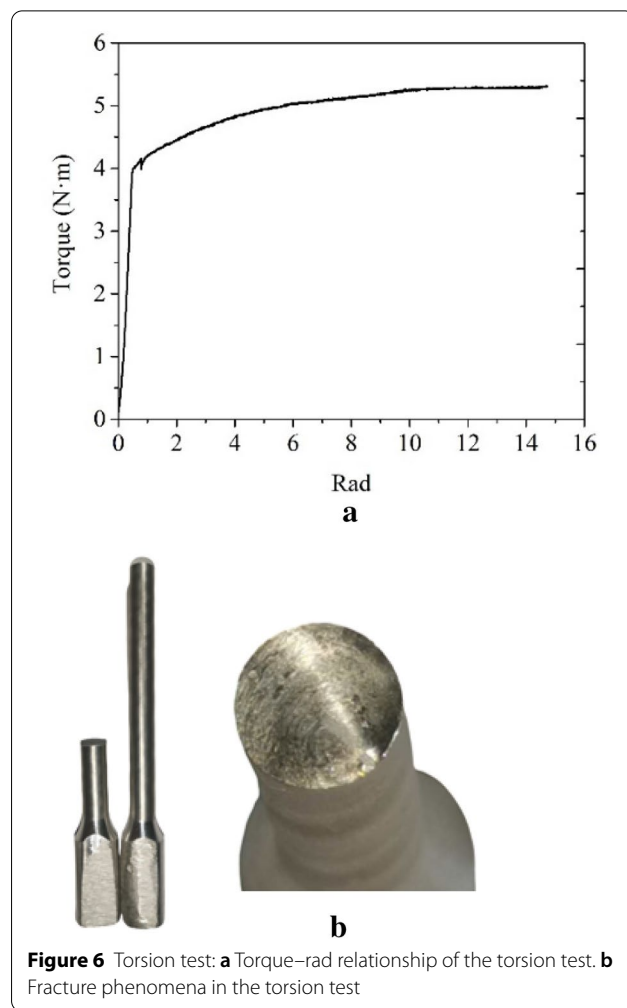 6
5
4
3
2
1
0
Torque (N·m)
0 2 4 6 8 10 12 14 16
Rad
a
b
Figure 6 Torsion test: a Torque–rad relationship of the torsion test. b
Fracture phenomena in the torsion test